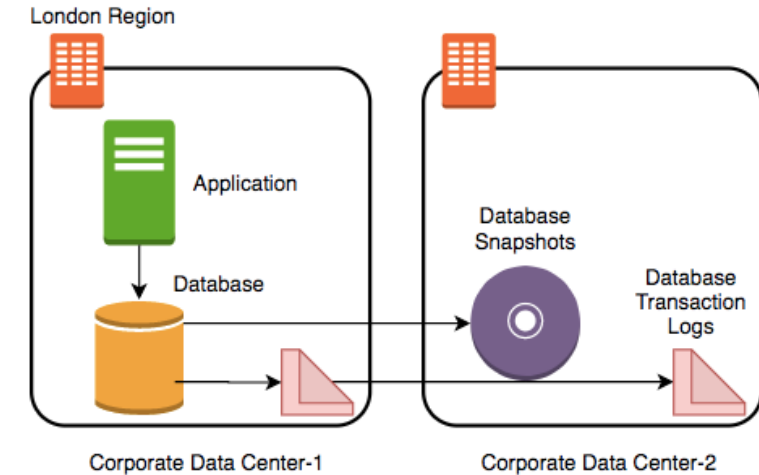 London Region
Application
Database
Database
Snapshots
Database
Transaction
Logs
Corporate Data Center-1
Corporate Data Center-2